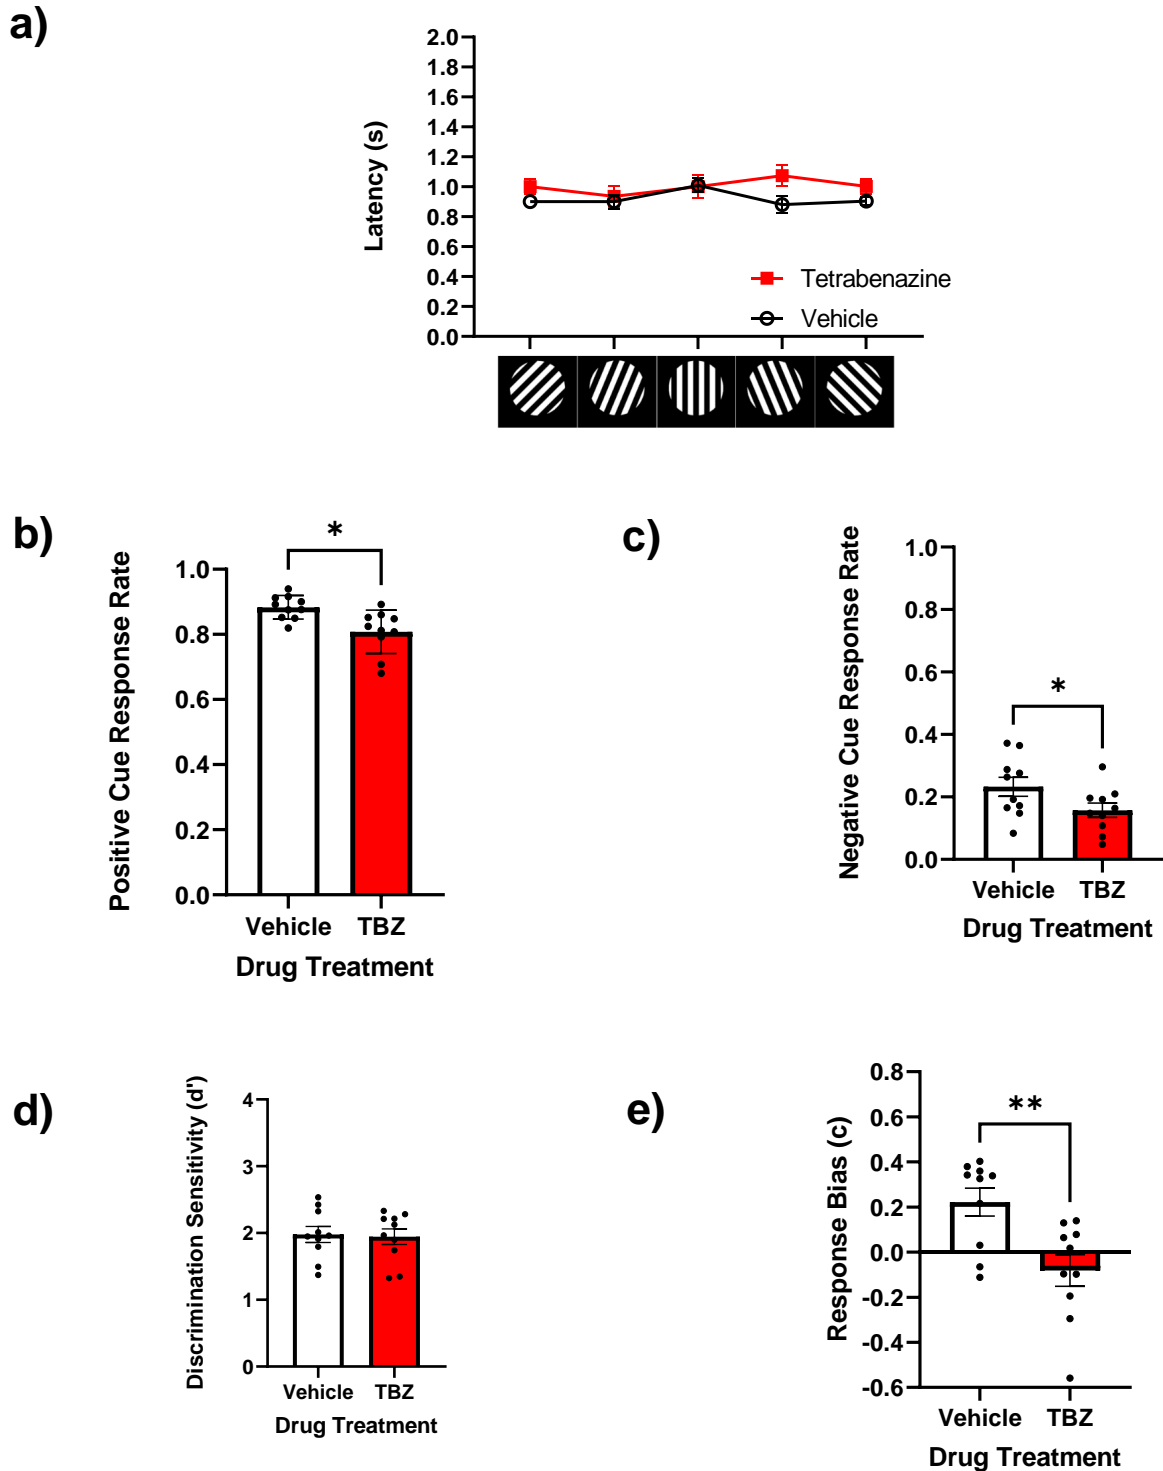 a)
2.0
1.8
1.6
1.4
1.2
1.0
0.8
0.6
0.4
0.2
0.0
Latency (s)
Tetrabenazine
Vehicle
b)
*
Positive Cue Response Rate
1.0
0.8
0.6
0.4
0.2
0.0
Vehicle TBZ
Drug Treatment
c)
*
Negative Cue Response Rate
1.0
0.8
0.6
0.4
0.2
0.0
Vehicle TBZ
Drug Treatment
d)
Discrimination Sensitivity (d')
4
3
2
1
0
Vehicle TBZ
Drug Treatment
e)
**
Response Bias (c)
0.8
0.6
0.4
0.2
0.0
-0.2
-0.4
-0.6
Vehicle TBZ
Drug Treatment